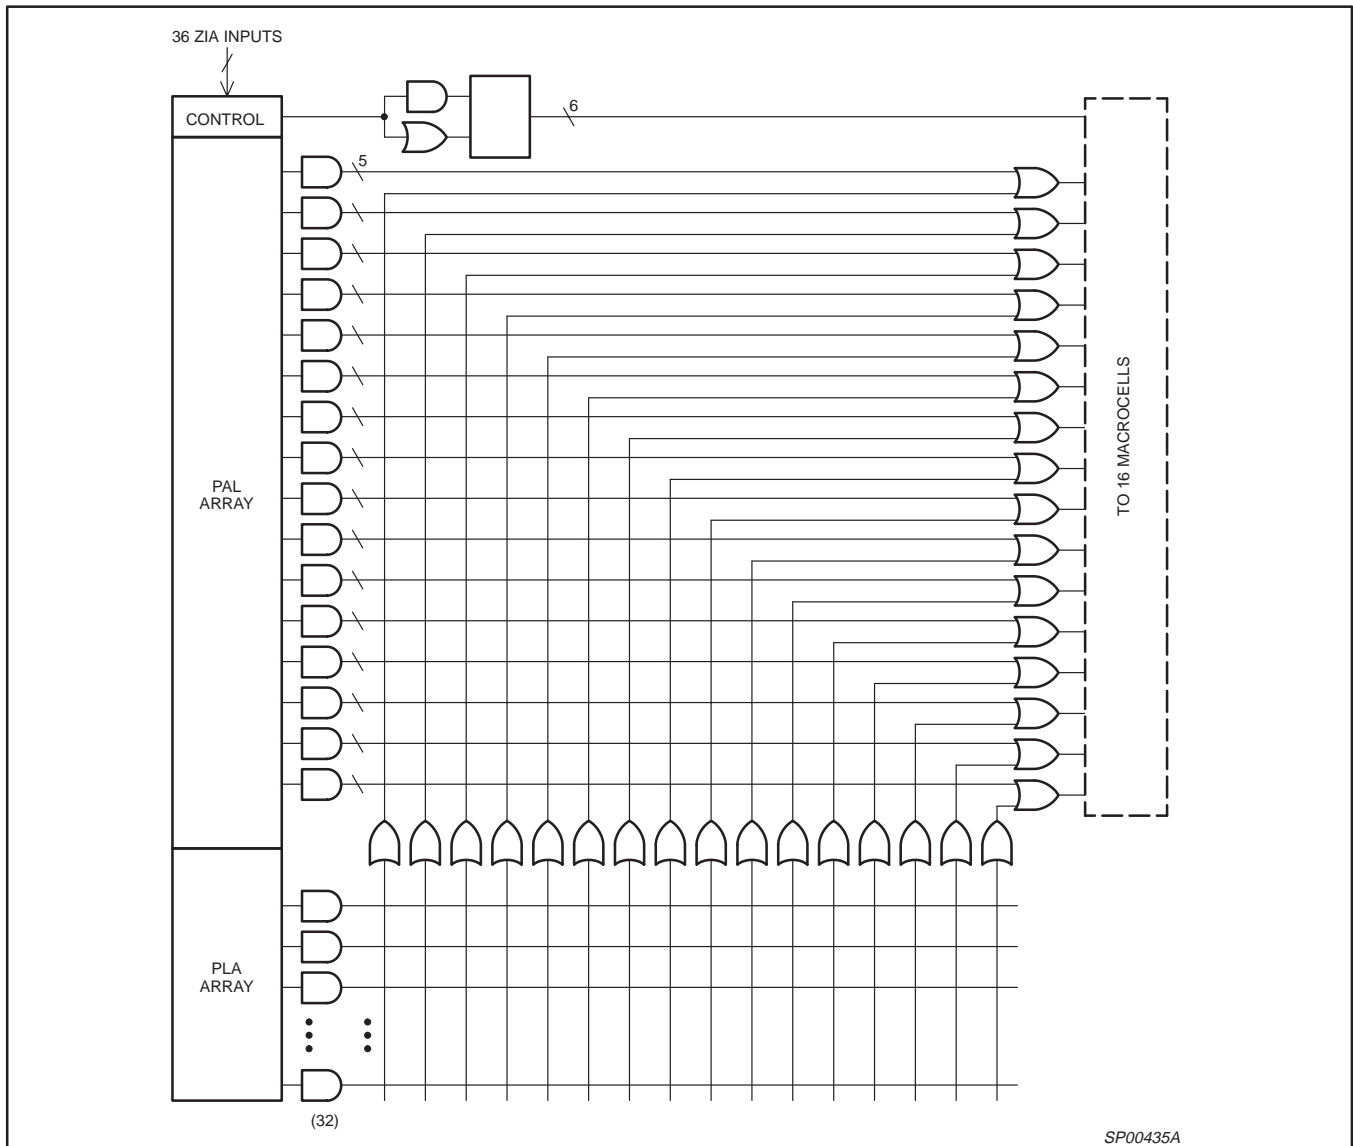 36 ZIA INPUTS
CONTROL
6
5
PAL
ARRAY
TO 16 MACROCELLS
PLA
ARRAY
(32)
SP00435A